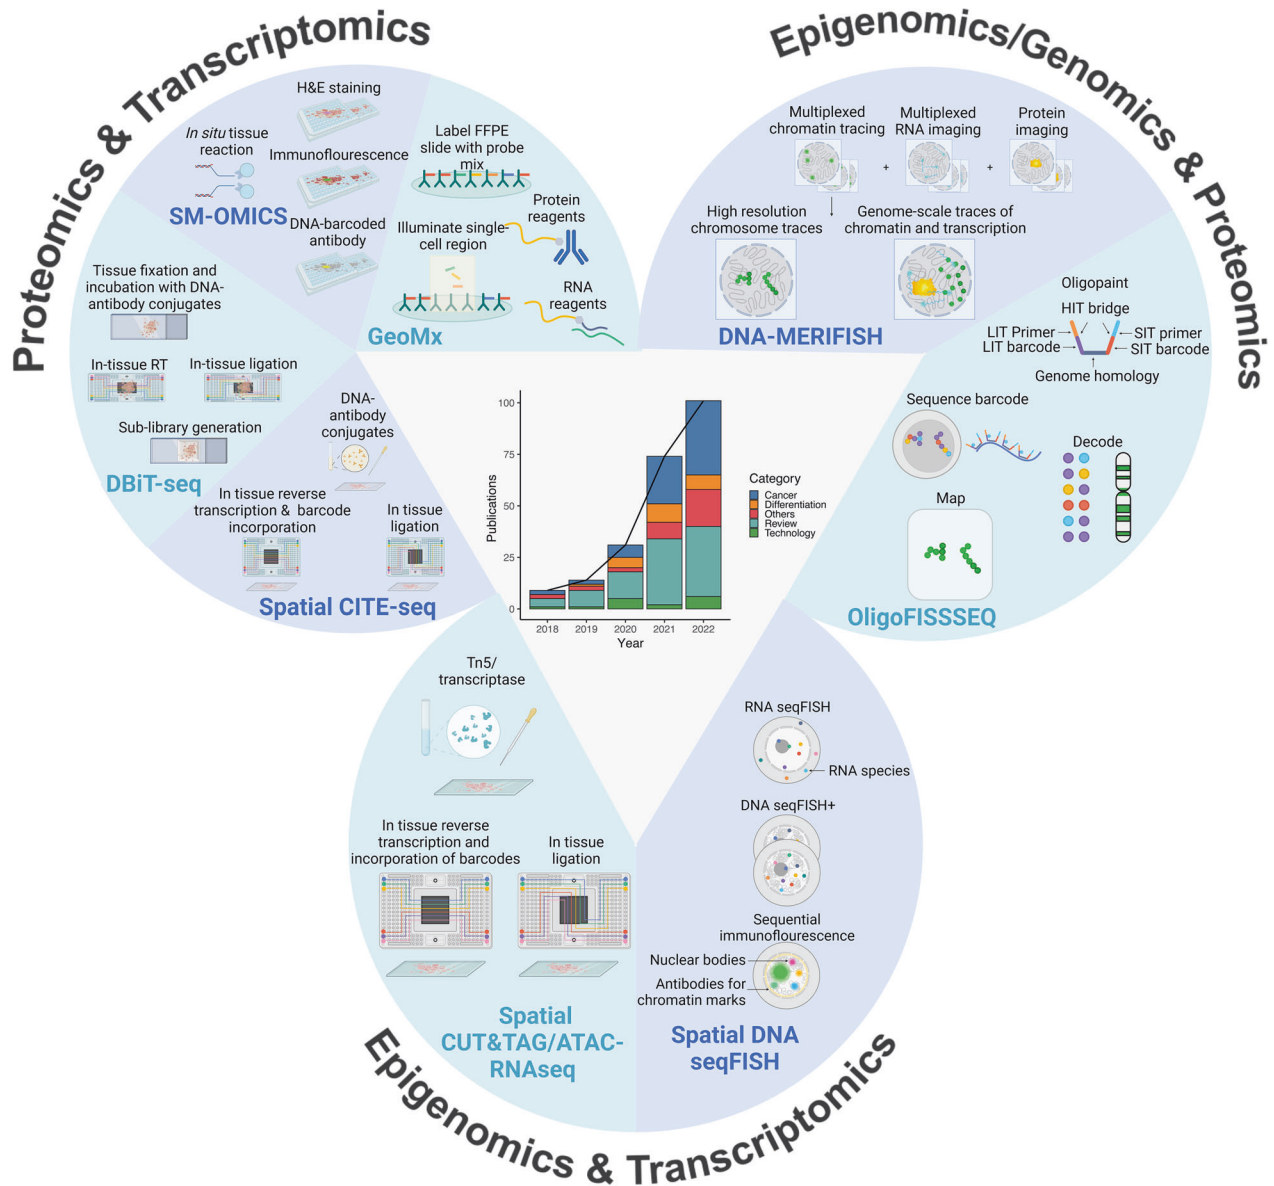 Proteomics & Transcriptomics
H&E staining
In situ tissue
reaction
Immunoflourescence
SM-OMICS
DNA-barcoded
antibody
Label FFPE
slide with probe
mix
Protein
reagents
Illuminate single-
cell region
RNA
reagents
GeoMx
Tissue fixation and
incubation with DNA-
antibody conjugates
In-tissue RT
In-tissue ligation
Sub-library generation
DBiT-seq
DNA-
antibody
conjugates
In tissue reverse
transcription & barcode
incorporation
In tissue
ligation
Spatial CITE-seq
Epigenomics/Genomics & Proteomics
Multiplexed
chromatin tracing
+
Multiplexed
RNA imaging
+
Protein
imaging
High resolution
chromosome traces
Genome-scale traces of
chromatin and transcription
DNA-MERIFISH
Oligopaint
HIT bridge
LIT Primer
SIT primer
LIT barcode
SIT barcode
Genome homology
Sequence barcode
Decode
Map
OligoFISSSEQ
Publications
100
75
50
25
0
2018 2019 2020 2021 2022
Year
Category
Cancer
Differentiation
Others
Review
Technology
Tn5/
transcriptase
In tissue reverse
transcription and
incorporation of barcodes
In tissue
ligation
Spatial
CUT&TAG/ATAC-
RNAseq
RNA seqFISH
RNA species
DNA seqFISH+
Sequential
immunoflourescence
Nuclear bodies
Antibodies for
chromatin marks
Spatial DNA
seqFISH
Epigenomics & Transcriptomics